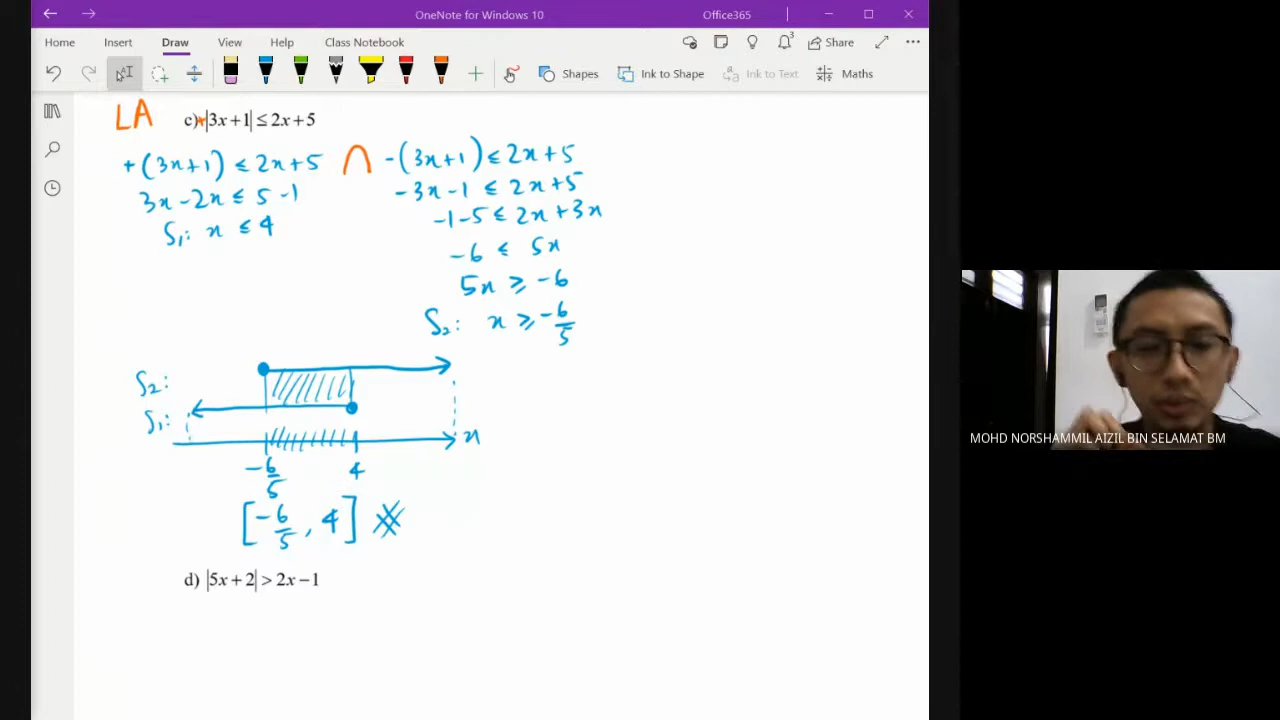 OneNote for Windows 10
Office365
Home Insert Draw View Help Class Notebook
3
Share
Shapes
Ink to Shape
Ink to Text
Maths
LA
c) |3x+1| ≤ 2x+5
+(3x+1) ≤ 2x+5 ∩ -(3x+1) ≤ 2x+5
3x-2x ≤ 5-1
-3x-1 ≤ 2x+5
S₁: x ≤ 4
-1-5 ≤ 2x+3x
-6 ≤ 5x
5x ≥ -6
S₂: x ≥ -6/5
S₂:
S₁:
x
-6/5 4
[-6/5, 4]
d) |5x+2| > 2x-1
MOHD NORSHAMMIL AIZIL BIN SELAMAT BM